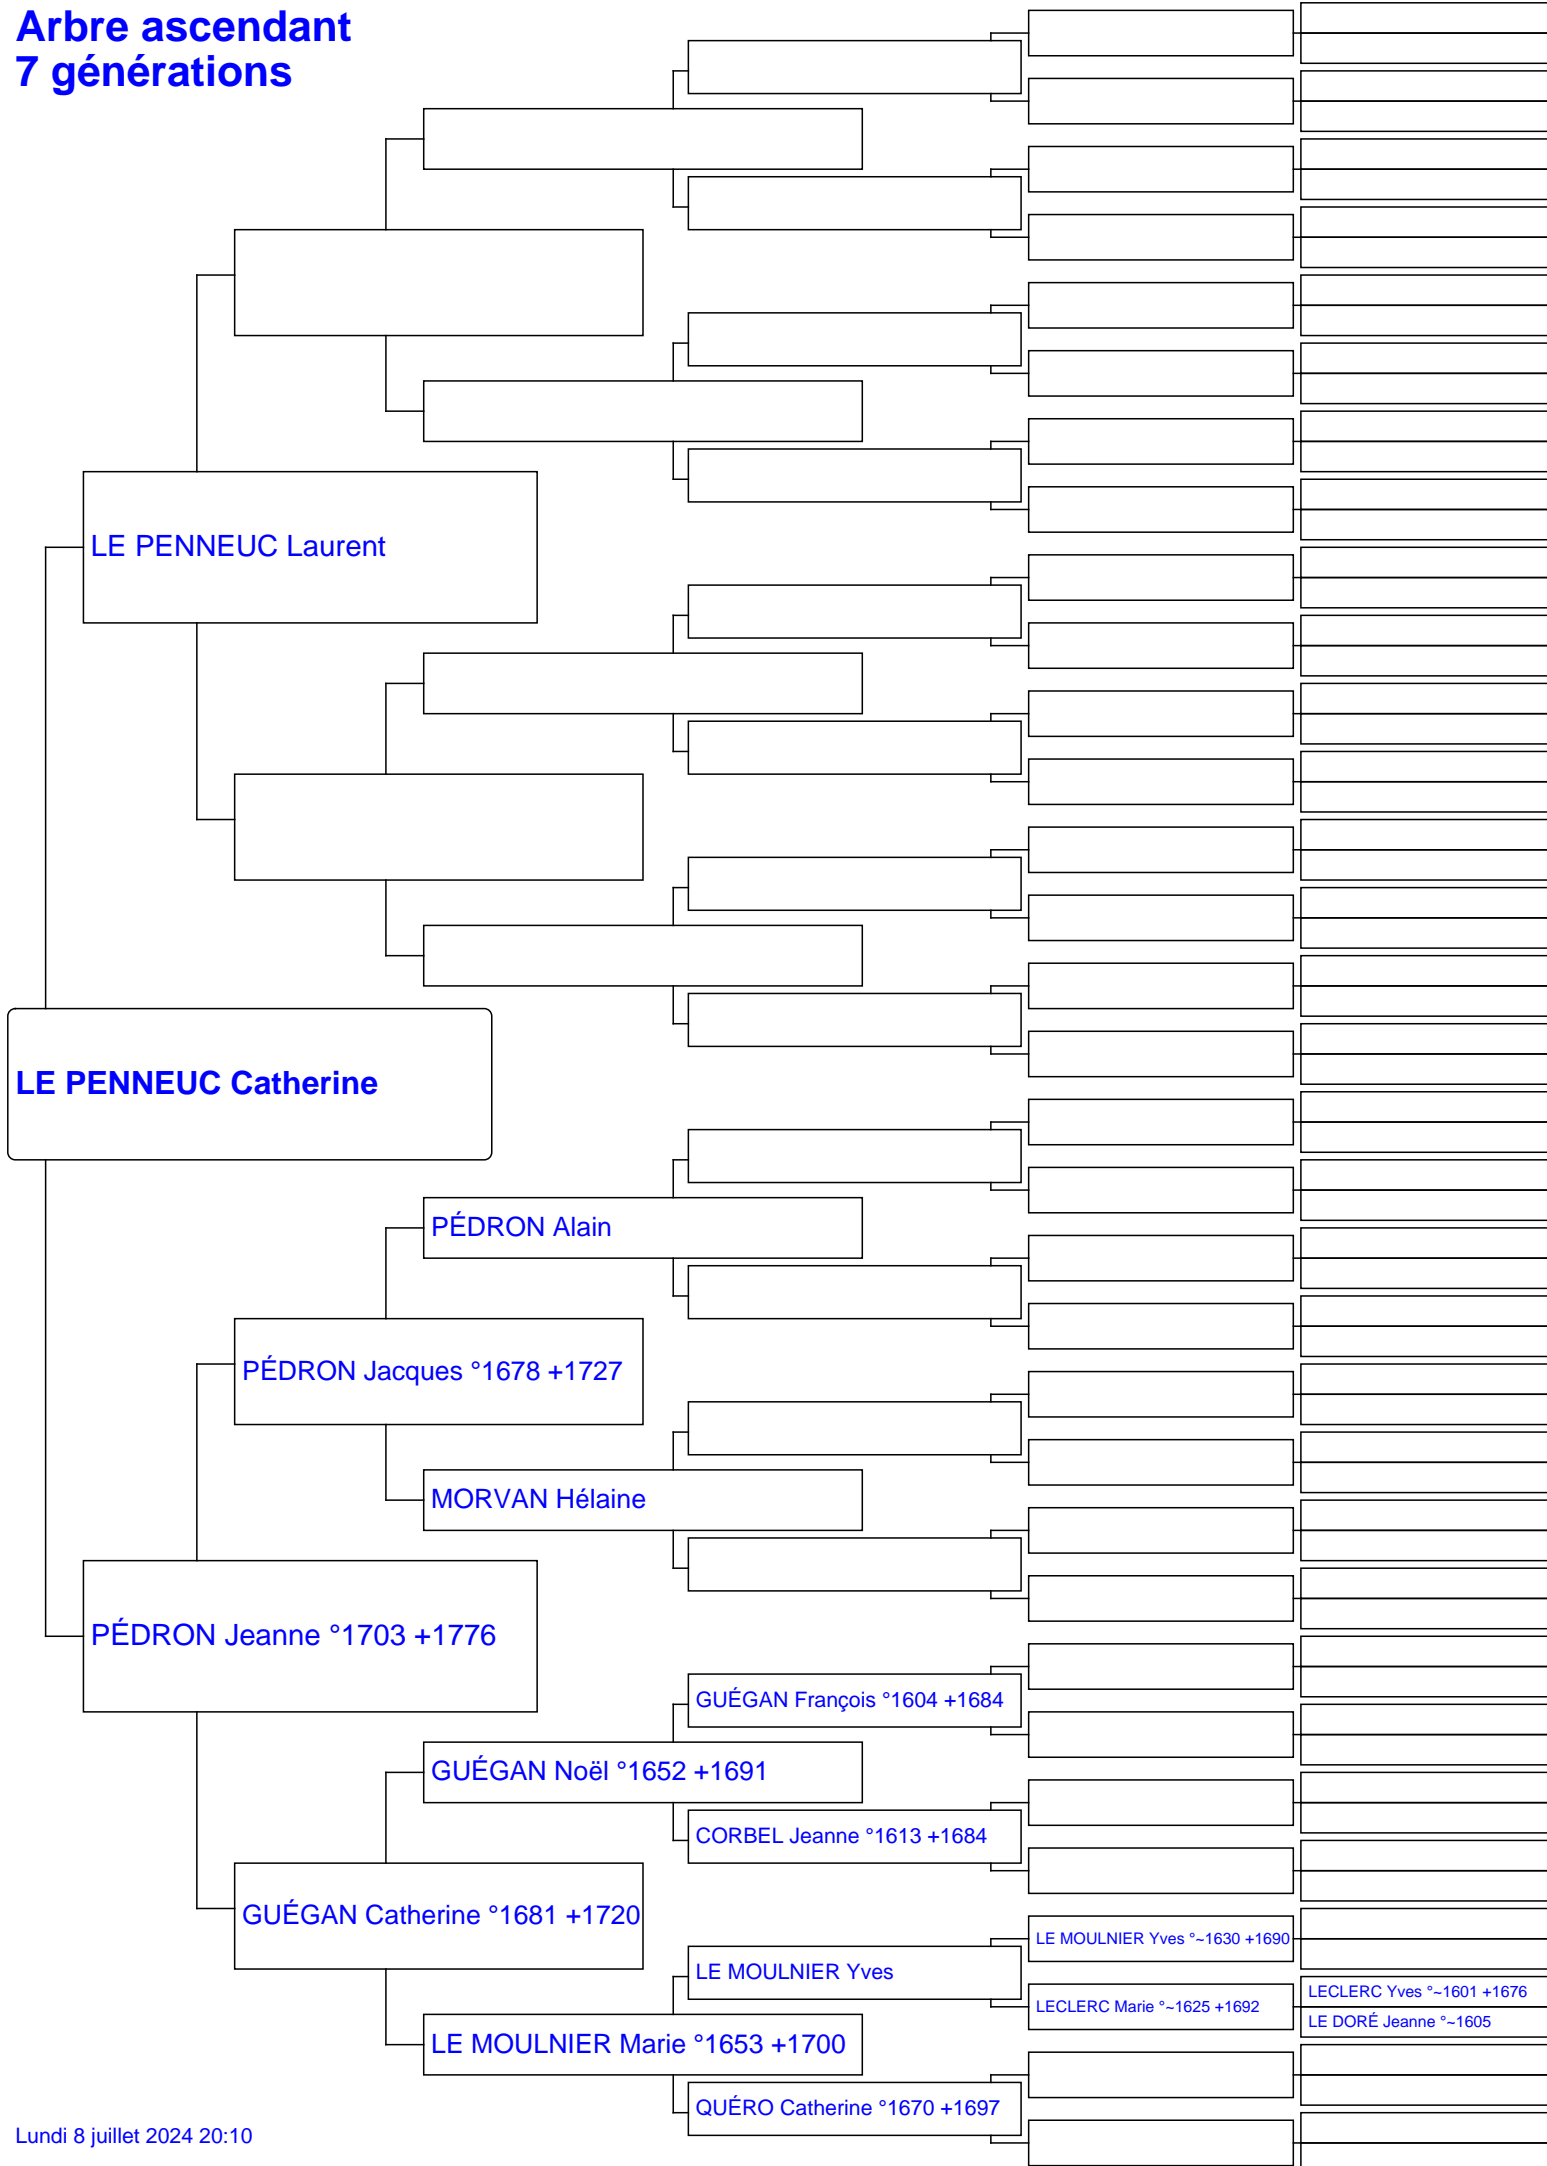 Arbre ascendant
7 générations
LE PENNEUC Laurent
LE PENNEUC Catherine
PÉDRON Alain
PÉDRON Jacques °1678 +1727
MORVAN Hélaine
PÉDRON Jeanne °1703 +1776
GUÉGAN François °1604 +1684
GUÉGAN Noël °1652 +1691
CORBEL Jeanne °1613 +1684
GUÉGAN Catherine °1681 +1720
LE MOULNIER Yves °~1630 +1690
LE MOULNIER Yves
LECLERC Marie °~1625 +1692
LECLERC Yves °~1601 +1676
LE DORÉ Jeanne °~1605
LE MOULNIER Marie °1653 +1700
QUÉRO Catherine °1670 +1697
Lundi 8 juillet 2024 20:10